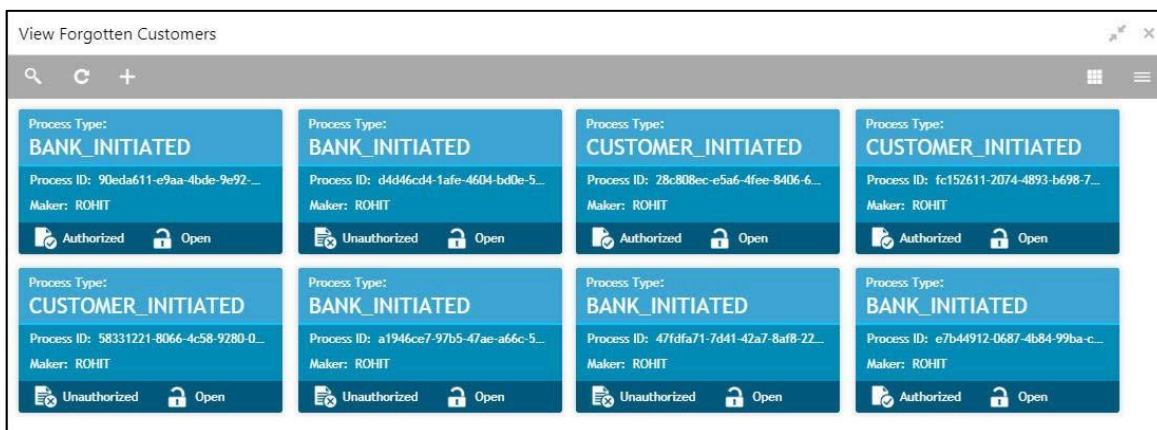 View Forgotten Customers
Process Type:
BANK_INITIATED
Process ID: 90eda611-e9aa-4bde-9e92-...
Maker: ROHIT
Authorized Open
Process Type:
BANK_INITIATED
Process ID: d4d46cd4-1afe-4604-bd0e-5...
Maker: ROHIT
Unauthorized Open
Process Type:
CUSTOMER_INITIATED
Process ID: 28c808ec-e5a6-4fee-8406-6...
Maker: ROHIT
Authorized Open
Process Type:
CUSTOMER_INITIATED
Process ID: fc152611-2074-4893-b698-7...
Maker: ROHIT
Authorized Open
Process Type:
CUSTOMER_INITIATED
Process ID: 58331221-8066-4c58-9280-0...
Maker: ROHIT
Unauthorized Open
Process Type:
BANK_INITIATED
Process ID: a1946ce7-97b5-47ae-a66c-5...
Maker: ROHIT
Unauthorized Open
Process Type:
BANK_INITIATED
Process ID: 47fdfa71-7d41-42a7-8af8-22...
Maker: ROHIT
Unauthorized Open
Process Type:
BANK_INITIATED
Process ID: e7b44912-0687-4b84-99ba-c...
Maker: ROHIT
Authorized Open